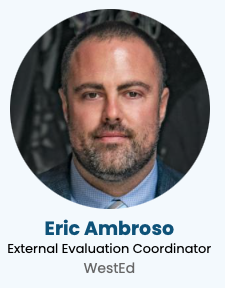 Eric Ambroso
External Evaluation Coordinator
WestEd